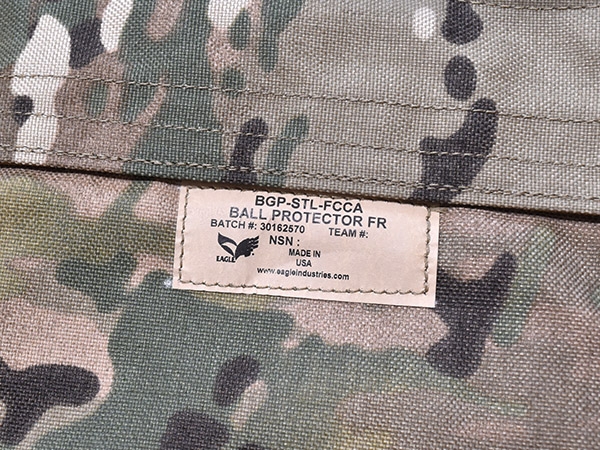 BGP-STL-FCCA
BALL PROTECTOR FR
BATCH #: 30162570 TEAM #:
NSN :
EAGLE
MADE IN
USA
www.eagleindustries.com